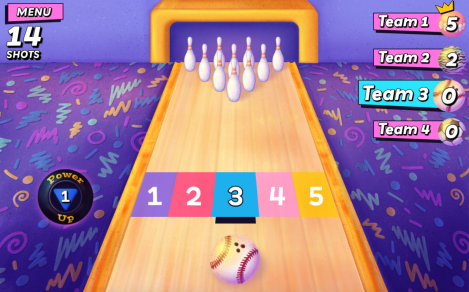 MENU
14
SHOTS
Team 1 5
Team 2 2
Team 3 0
Team 4 0
Power
1
Up
1 2 3 4 5